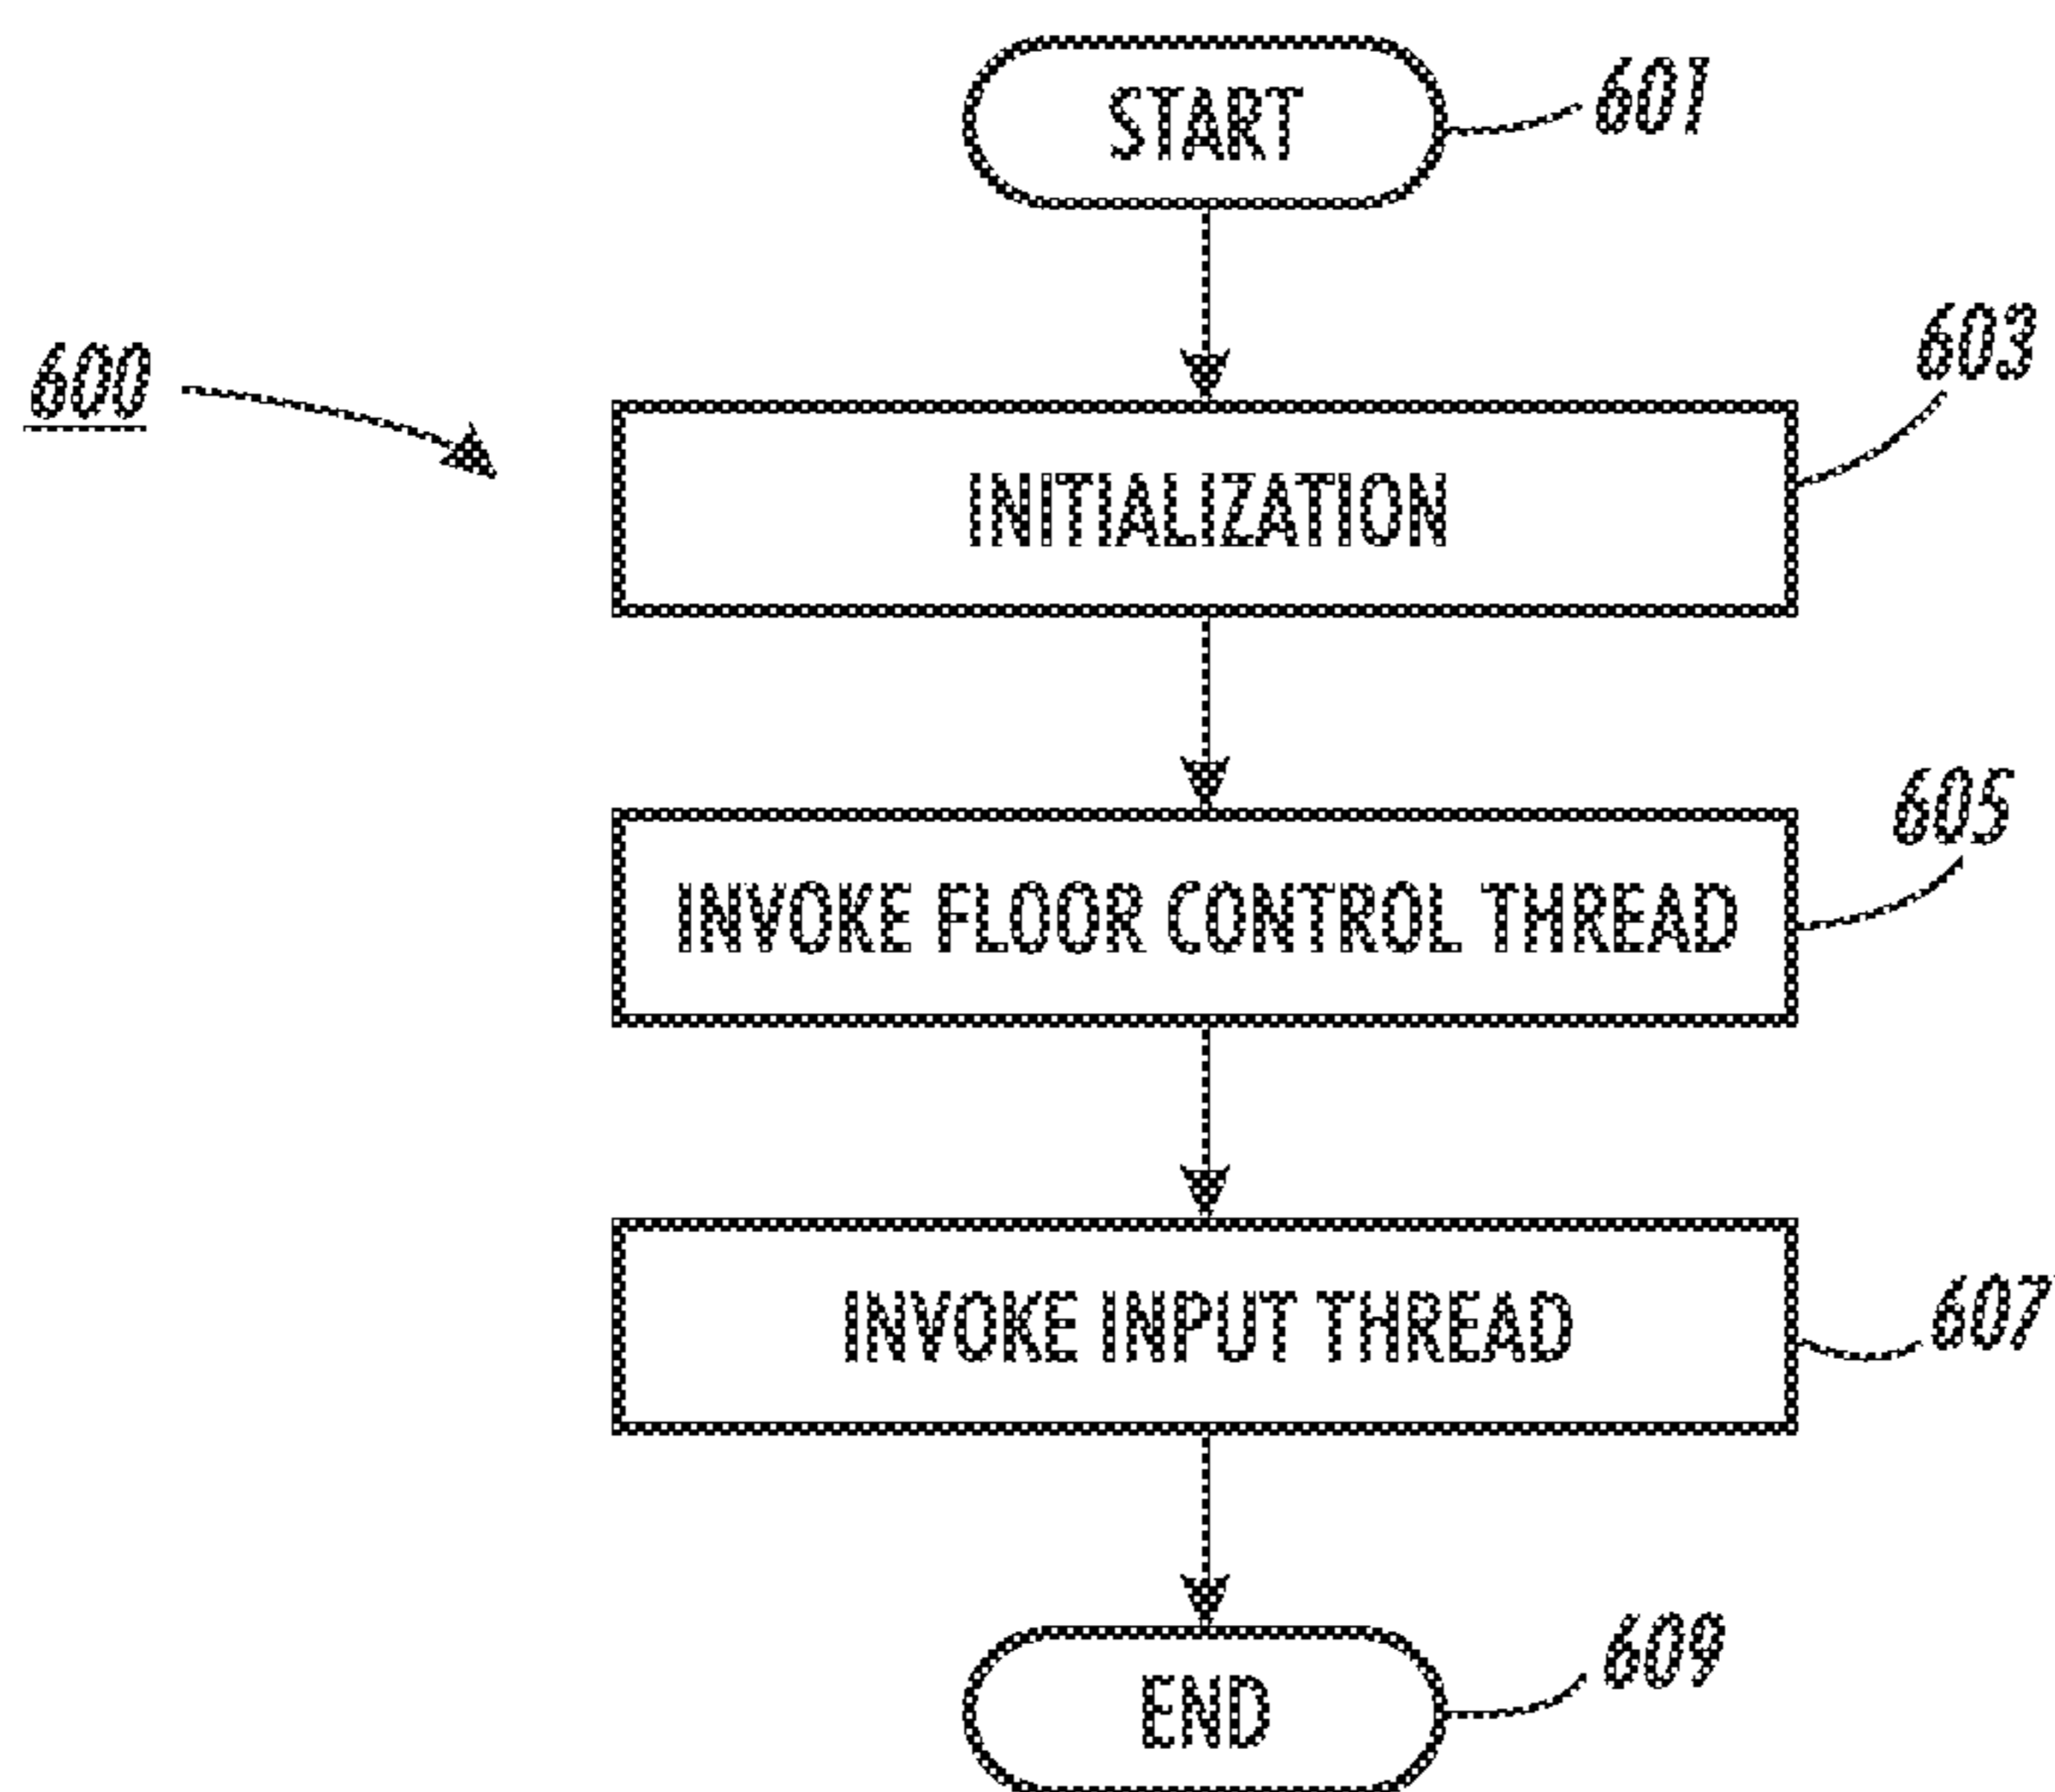 START
601
600
603
INITIALIZATION
605
INVOKE FLOOR CONTROL THREAD
607
INVOKE INPUT THREAD
609
END